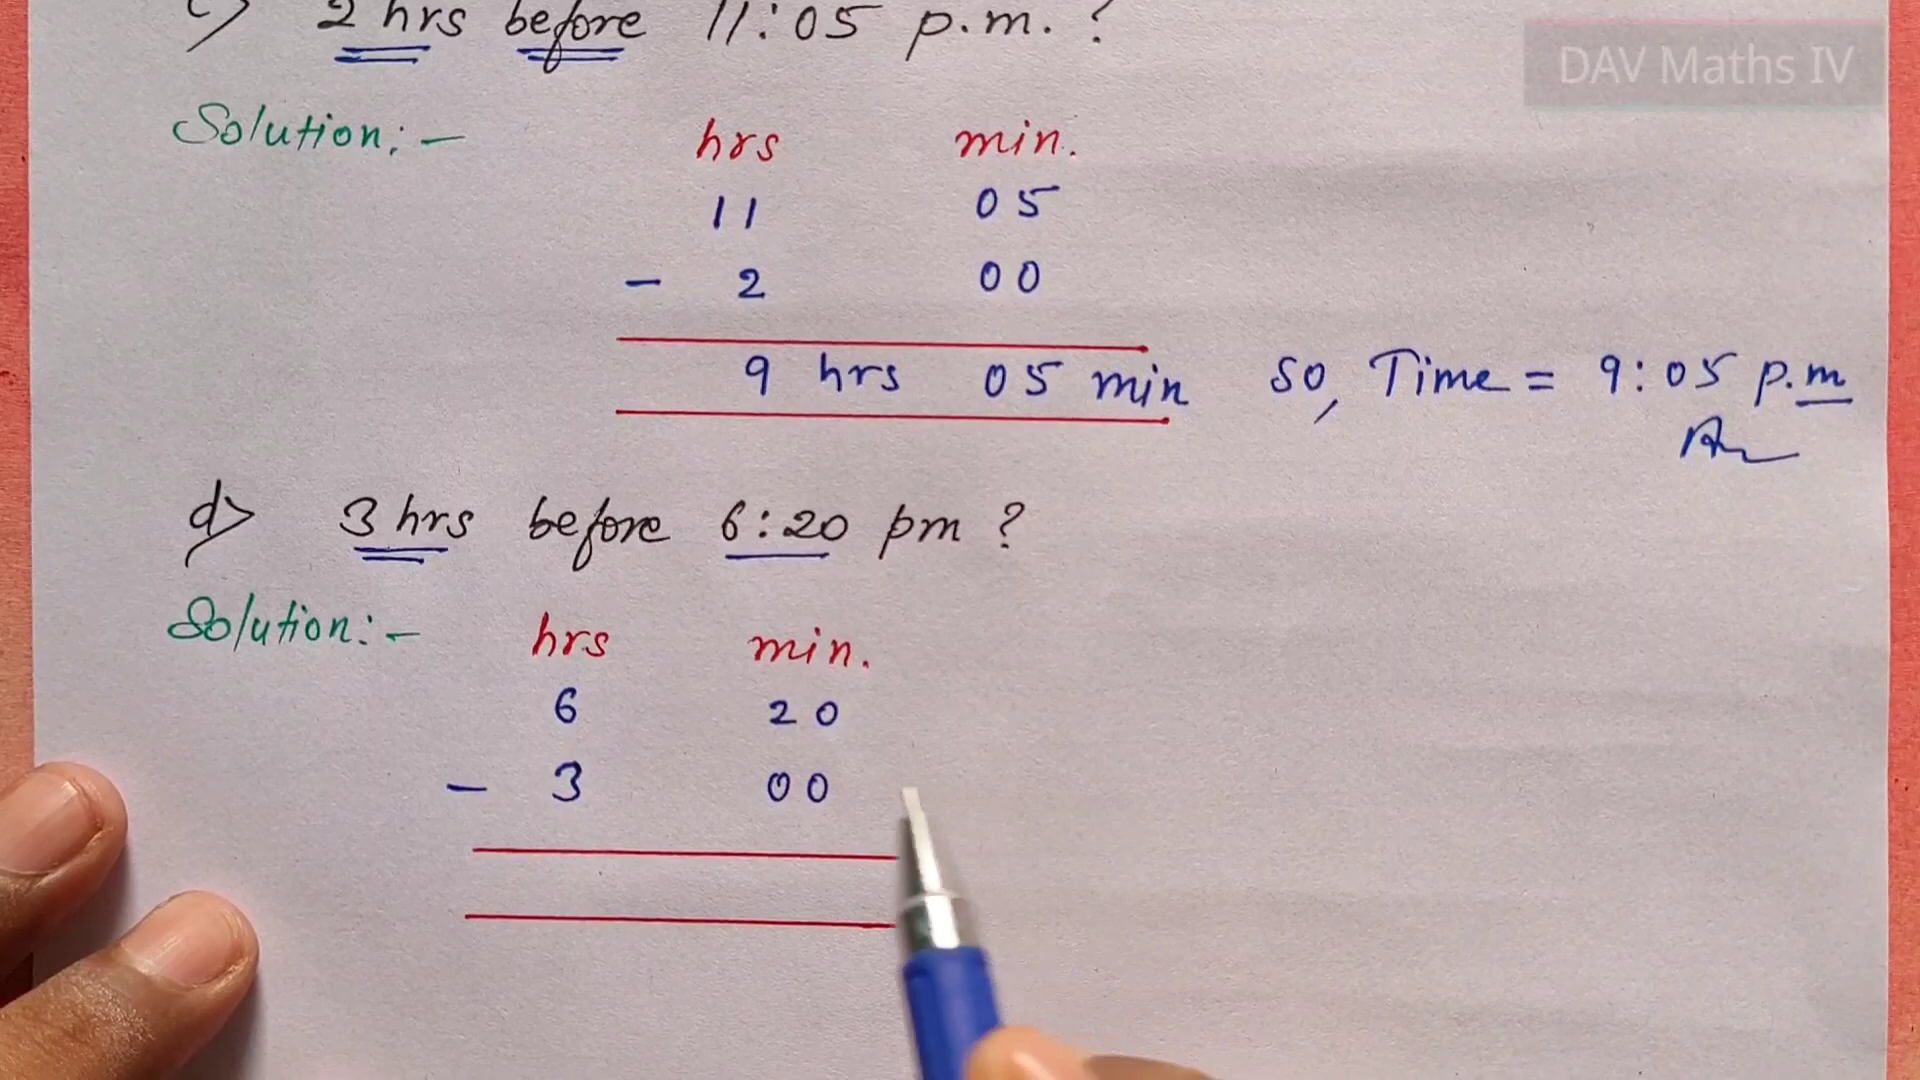 c) 2 hrs before 11:05 p.m. ?
DAV Maths IV
Solution:-
hrs min.
11 05
- 2 00
9 hrs 05 min so, Time = 9:05 p.m
d> 3 hrs before 6:20 pm ?
Solution:-
hrs min.
6 20
- 3 00